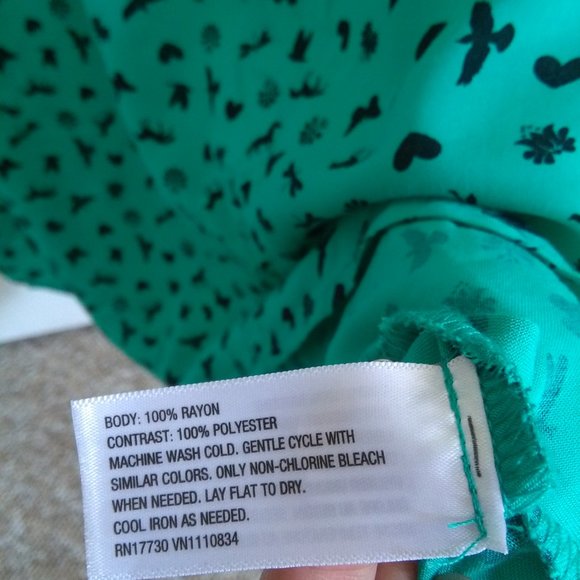 BODY: 100% RAYON
CONTRAST: 100% POLYESTER
MACHINE WASH COLD. GENTLE CYCLE WITH
SIMILAR COLORS. ONLY NON-CHLORINE BLEACH
WHEN NEEDED. LAY FLAT TO DRY.
COOL IRON AS NEEDED.
RN17730 VN1110834